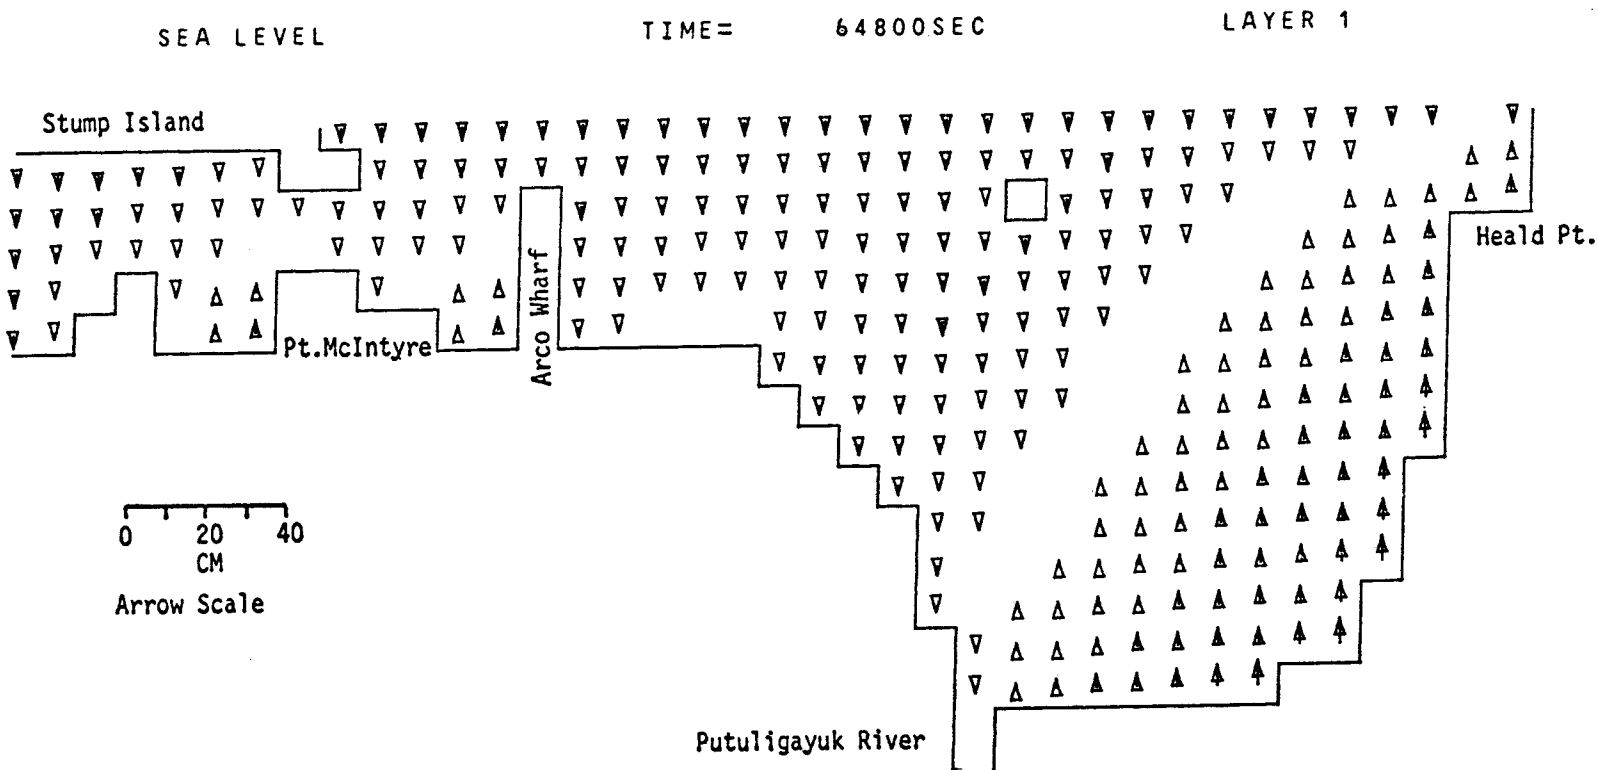 SEA LEVEL TIME= 64800SEC LAYER 1
Stump Island
Heald Pt.
Arco Wharf
Pt.McIntyre
0 20 40
CM
Arrow Scale
Putuligayuk River